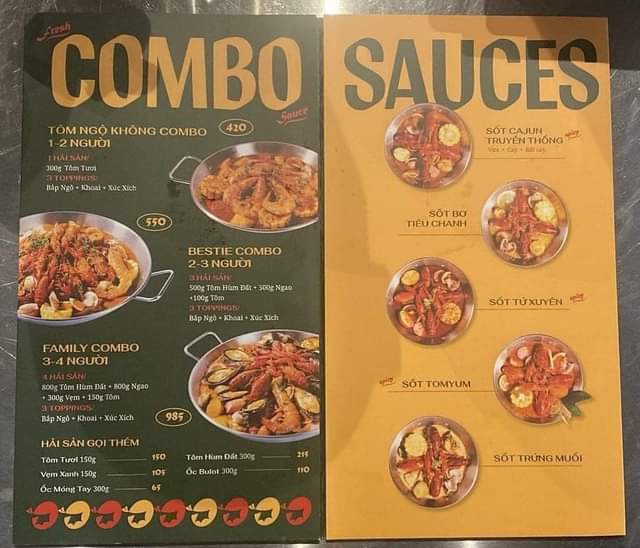 Fresh
COMBO
Sauce
TÔM NGỘ KHÔNG COMBO
1-2 NGƯỜI
420
1 HẢI SẢN/
300g Tôm Tươi
3 TOPPINGS/
Bắp Ngô + Khoai + Xúc Xích
550
BESTIE COMBO
2-3 NGƯỜI
3 HẢI SẢN/
500g Tôm Hùm Đất + 500g Ngao
+100g Tôm
3 TOPPINGS/
Bắp Ngô + Khoai + Xúc Xích
FAMILY COMBO
3-4 NGƯỜI
4 HẢI SẢN/
800g Tôm Hùm Đất + 800g Ngao
+ 300g Vẹm + 150g Tôm
3 TOPPINGS/
Bắp Ngô + Khoai + Xúc Xích
985
HẢI SẢN GỌI THÊM
Tôm Tươi 150g 150
Vẹm Xanh 150g 105
Ốc Móng Tay 300g 65
Tôm Hùm Đất 300g 215
Ốc Bulot 300g 110
SAUCES
SỐT CAJUN
TRUYỀN THỐNG spicy
Vừa + Cay + Rất cay
SỐT BƠ
TIÊU CHANH
SỐT TỨ XUYÊN spicy
spicy SỐT TOMYUM
SỐT TRỨNG MUỐI